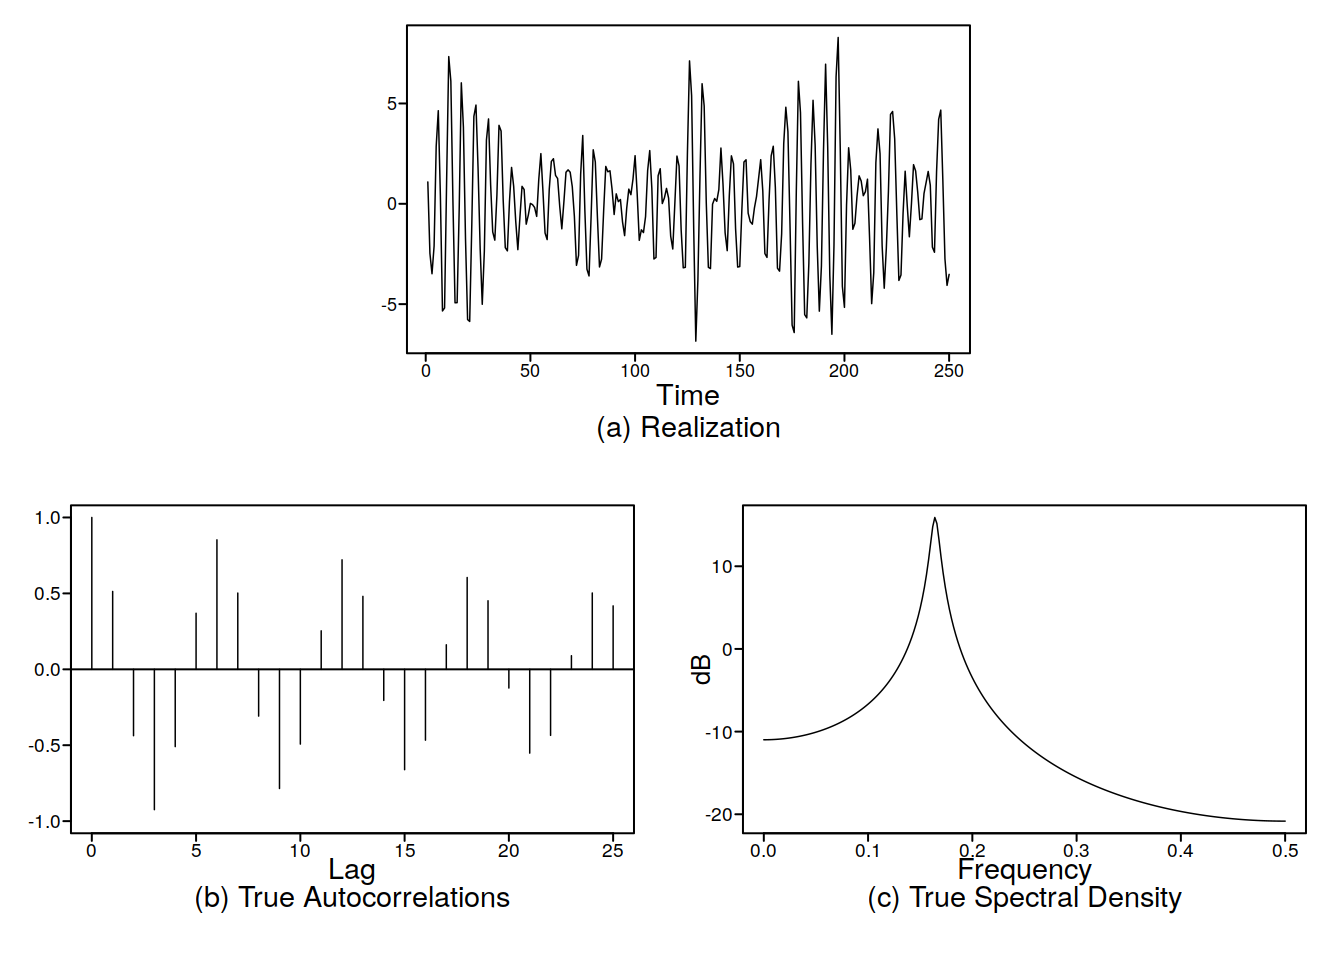 5
0
-5
0 50 100 150 200 250
Time
(a) Realization
1.0
0.5
0.0
-0.5
-1.0
0 5 10 15 20 25
Lag
(b) True Autocorrelations
dB
10
0
-10
-20
0.0 0.1 0.2 0.3 0.4 0.5
Frequency
(c) True Spectral Density